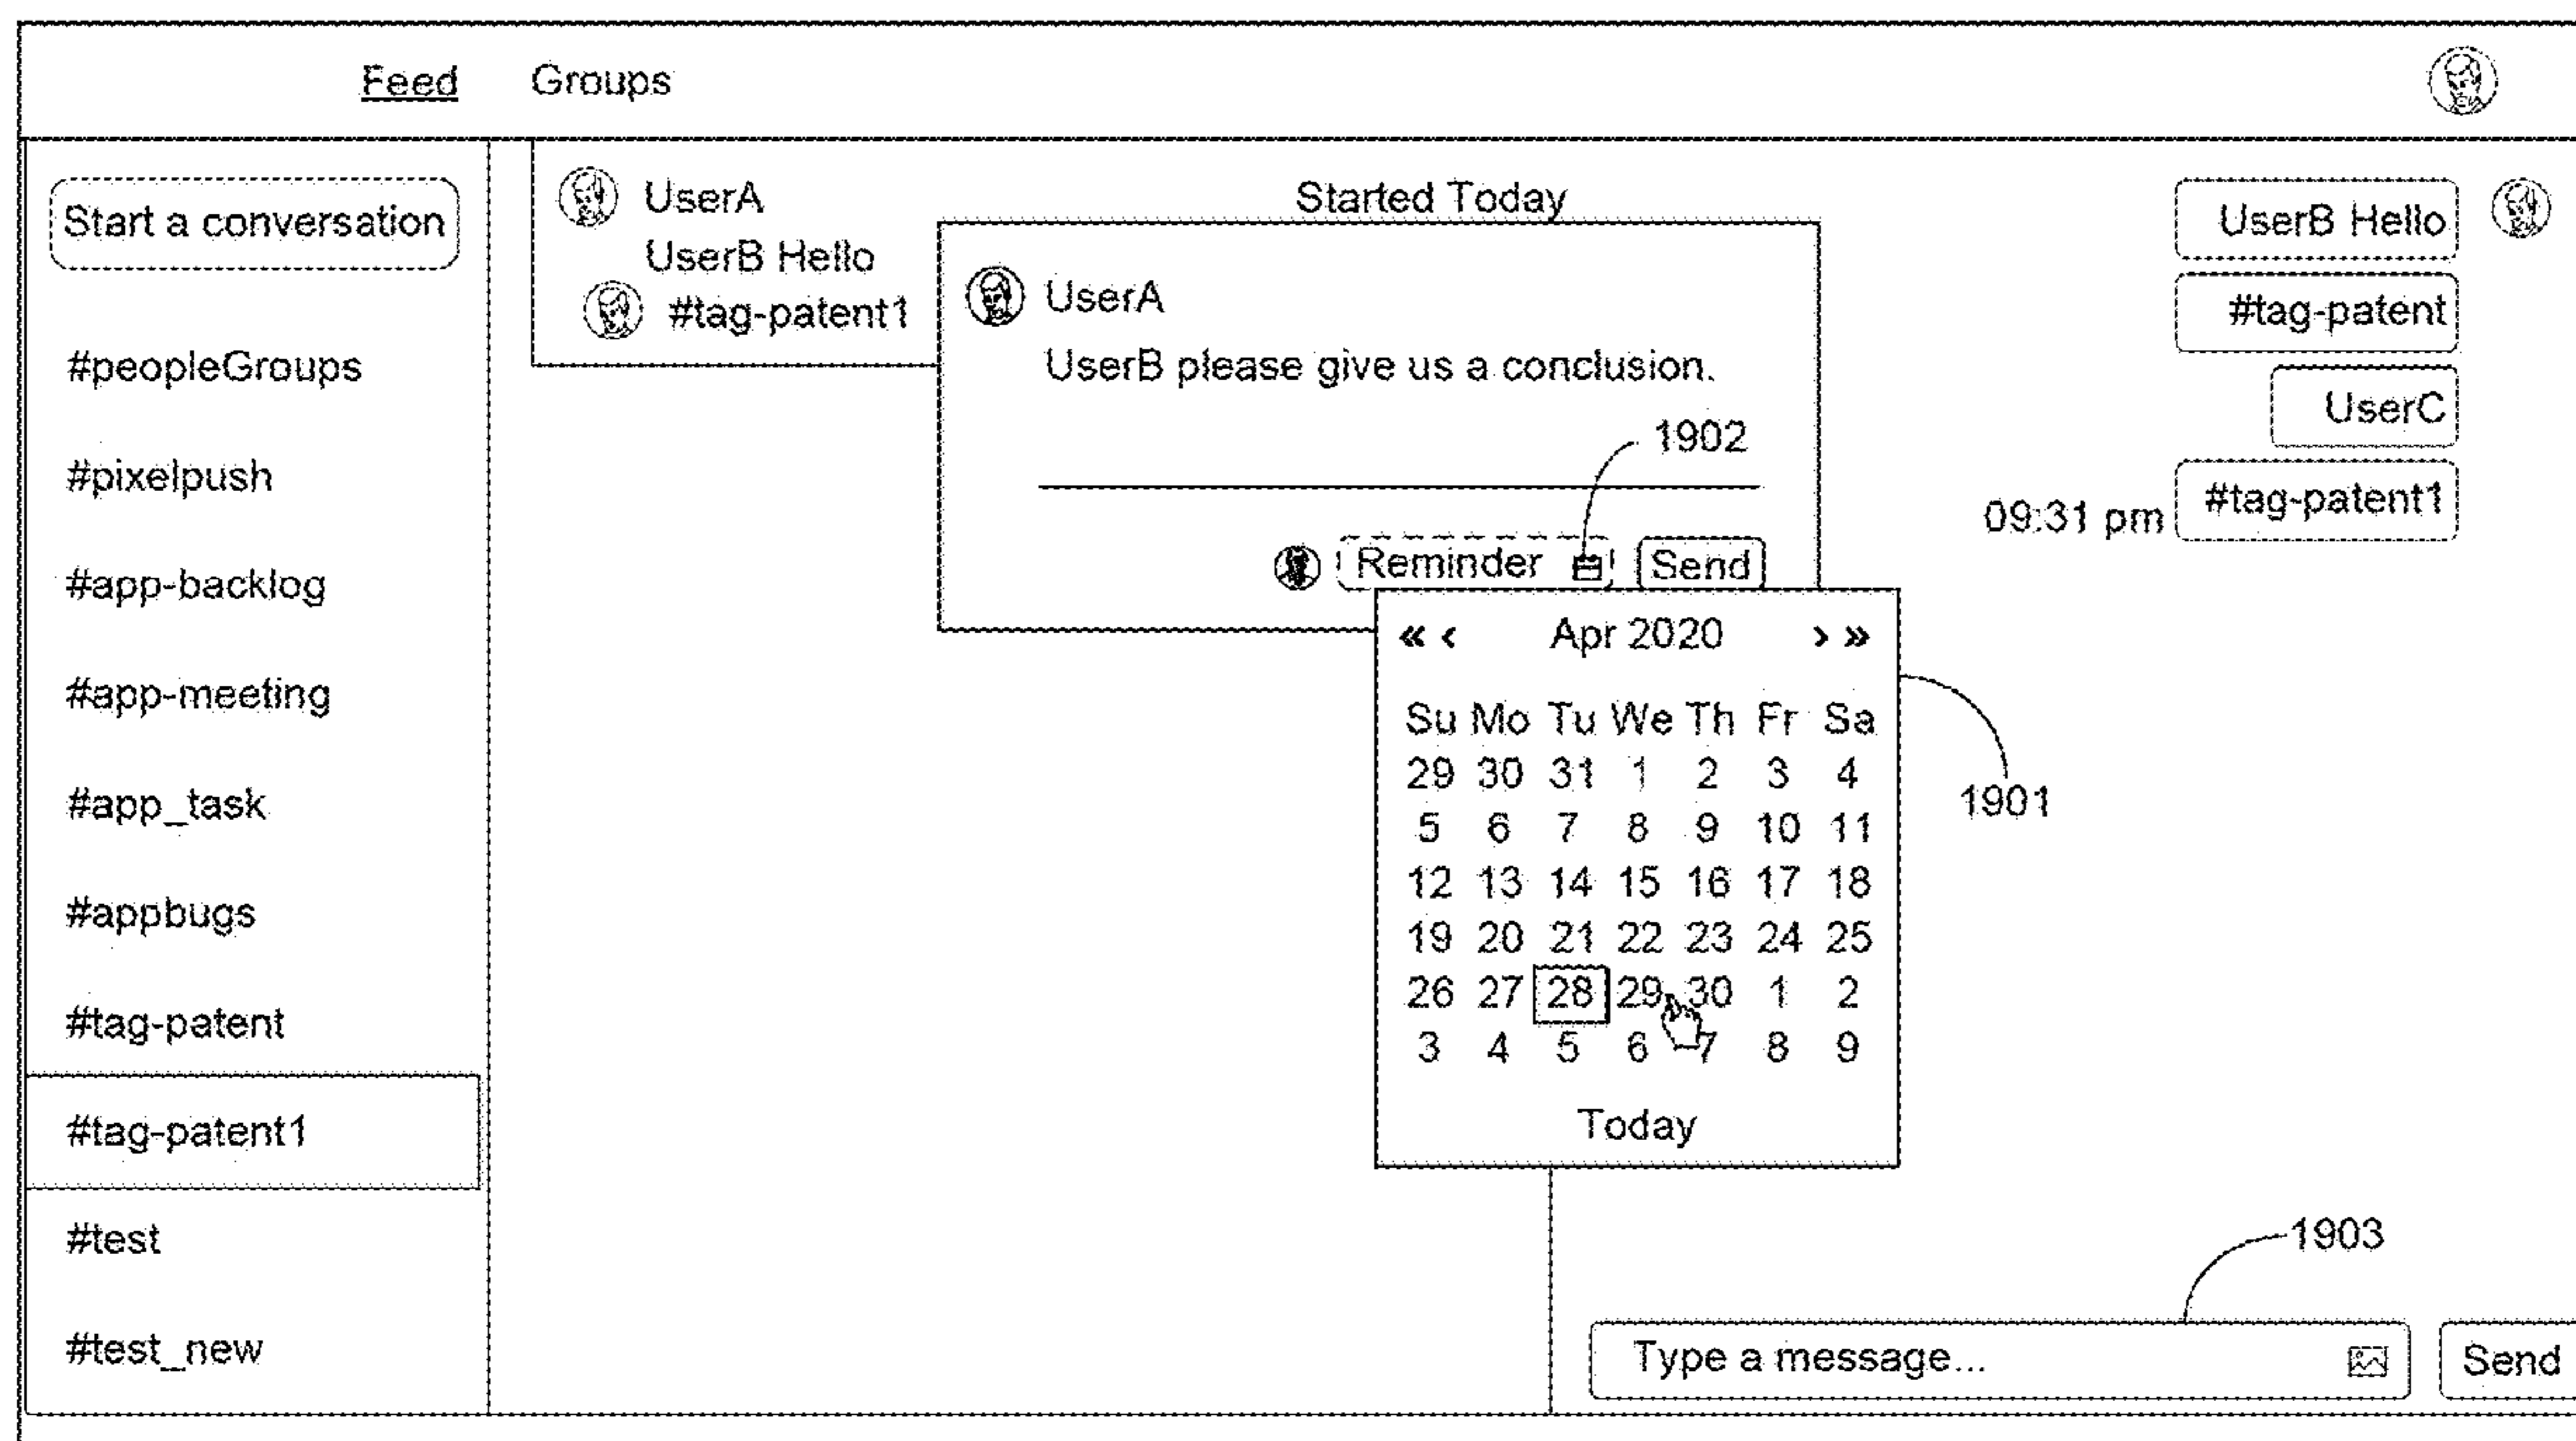 Feed Groups
Start a conversation
#peopleGroups
#pixelpush
#app-backlog
#app-meeting
#app_task
#appbugs
#tag-patent
#tag-patent1
#test
#test_new
UserA
UserB Hello
#tag-patent1
Started Today
UserA
UserB please give us a conclusion.
1902
Reminder Send
« ‹ Apr 2020 › »
Su Mo Tu We Th Fr Sa
29 30 31 1 2 3 4
5 6 7 8 9 10 11
12 13 14 15 16 17 18
19 20 21 22 23 24 25
26 27 28 29 30 1 2
3 4 5 6 7 8 9
Today
1901
UserB Hello
#tag-patent
UserC
09:31 pm #tag-patent1
1903
Type a message... Send